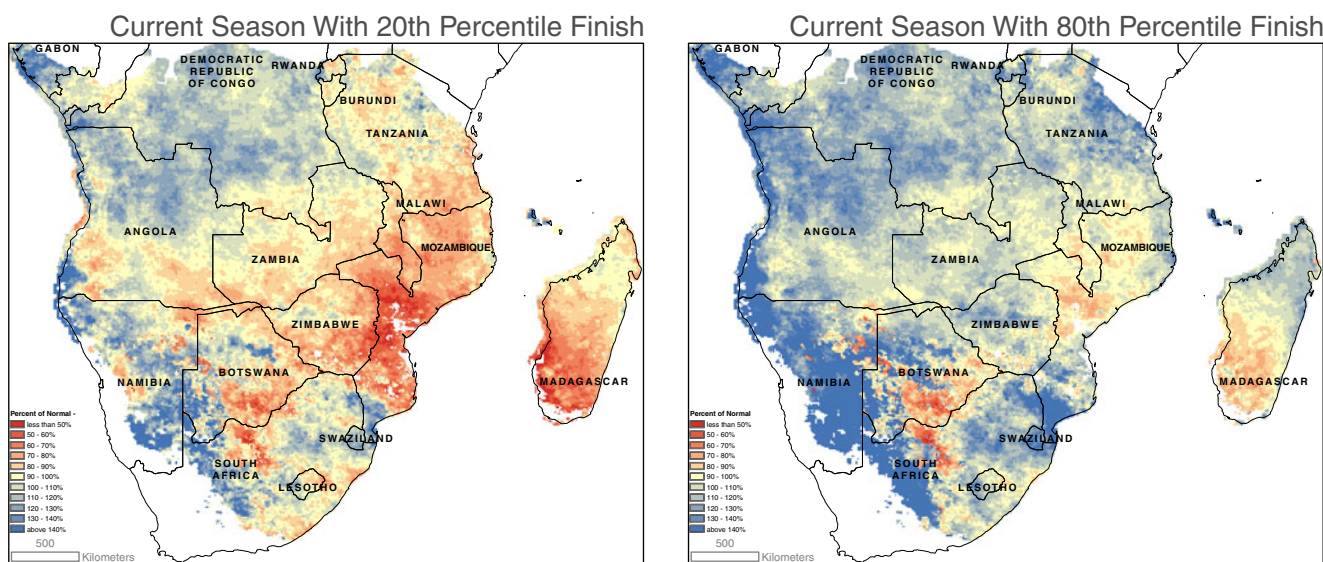 Current Season With 20th Percentile Finish
GABON
DEMOCRATIC
REPUBLIC
OF CONGO
RWANDA
BURUNDI
TANZANIA
MALAWI
ANGOLA
MOZAMBIQUE
ZAMBIA
ZIMBABWE
NAMIBIA
BOTSWANA
MADAGASCAR
SWAZILAND
SOUTH
AFRICA
LESOTHO
Percent of Normal -
less than 50%
50 - 60%
60 - 70%
70 - 80%
80 - 90%
90 - 100%
100 - 110%
110 - 120%
120 - 130%
130 - 140%
above 140%
500
Kilometers
Current Season With 80th Percentile Finish
GABON
DEMOCRATIC
REPUBLIC
OF CONGO
RWANDA
BURUNDI
TANZANIA
MALAWI
ANGOLA
MOZAMBIQUE
ZAMBIA
ZIMBABWE
NAMIBIA
BOTSWANA
MADAGASCAR
SWAZILAND
SOUTH
AFRICA
LESOTHO
Percent of Normal
less than 50%
50 - 60%
60 - 70%
70 - 80%
80 - 90%
90 - 100%
100 - 110%
110 - 120%
120 - 130%
130 - 140%
above 140%
500
Kilometers